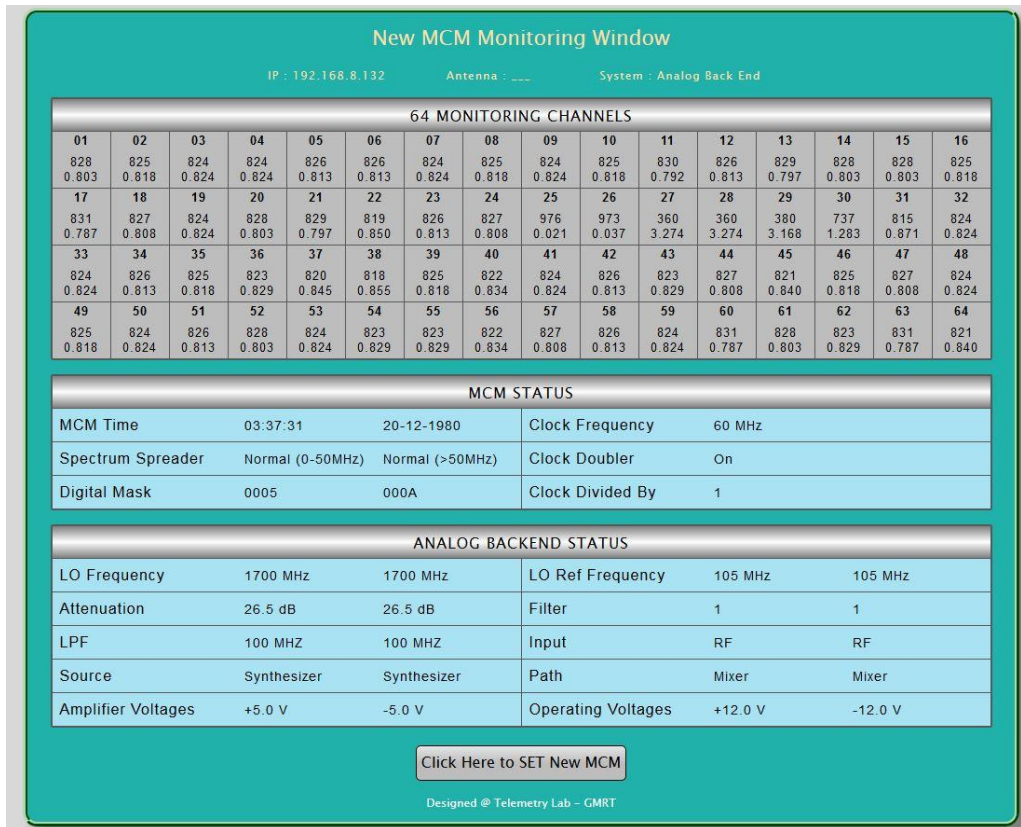 New MCM Monitoring Window
IP : 192.168.8.132 Antenna : ___ System : Analog Back End
64 MONITORING CHANNELS
01 02 03 04 05 06 07 08 09 10 11 12 13 14 15 16
828 825 824 824 826 826 824 825 824 825 830 826 829 828 828 825
0.803 0.818 0.824 0.824 0.813 0.813 0.824 0.818 0.824 0.818 0.792 0.813 0.797 0.803 0.803 0.818
17 18 19 20 21 22 23 24 25 26 27 28 29 30 31 32
831 827 824 828 829 819 826 827 976 973 360 360 380 737 815 824
0.787 0.808 0.824 0.803 0.797 0.850 0.813 0.808 0.021 0.037 3.274 3.274 3.168 1.283 0.871 0.824
33 34 35 36 37 38 39 40 41 42 43 44 45 46 47 48
824 826 825 823 820 818 825 822 824 826 823 827 821 825 827 824
0.824 0.813 0.818 0.829 0.845 0.855 0.818 0.834 0.824 0.813 0.829 0.808 0.840 0.818 0.808 0.824
49 50 51 52 53 54 55 56 57 58 59 60 61 62 63 64
825 824 826 828 824 823 823 822 827 826 824 831 828 823 831 821
0.818 0.824 0.813 0.803 0.824 0.829 0.829 0.834 0.808 0.813 0.824 0.787 0.803 0.829 0.787 0.840
MCM STATUS
MCM Time 03:37:31 20-12-1980 Clock Frequency 60 MHz
Spectrum Spreader Normal (0-50MHz) Normal (>50MHz) Clock Doubler On
Digital Mask 0005 000A Clock Divided By 1
ANALOG BACKEND STATUS
LO Frequency 1700 MHz 1700 MHz LO Ref Frequency 105 MHz 105 MHz
Attenuation 26.5 dB 26.5 dB Filter 1 1
LPF 100 MHZ 100 MHZ Input RF RF
Source Synthesizer Synthesizer Path Mixer Mixer
Amplifier Voltages +5.0 V -5.0 V Operating Voltages +12.0 V -12.0 V
Click Here to SET New MCM
Designed @ Telemetry Lab - GMRT